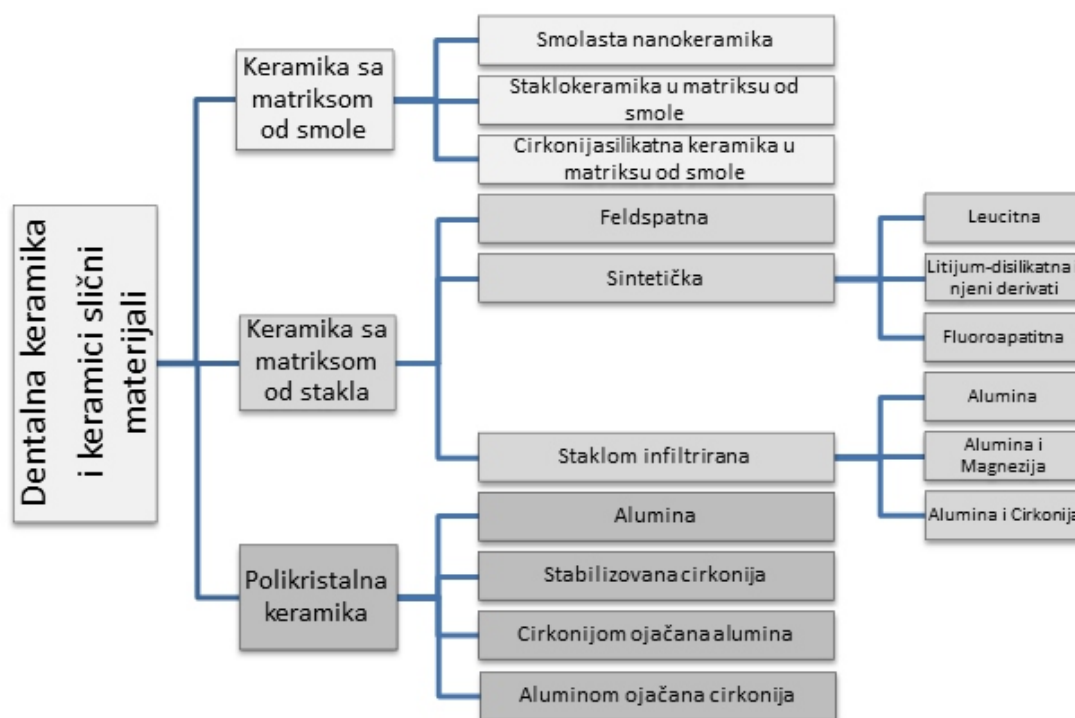 Dentalna keramika
i keramici slični
materijali
Keramika sa
matriksom
od smole
Smolasta nanokeramika
Staklokeramika u matriksu od
smole
Cirkonijasilikatna keramika u
matriksu od smole
Keramika sa
matriksom
od stakla
Feldspatna
Sintetička
Leucitna
Litijum-disilikatna i
njeni derivati
Fluoroapatitna
Staklom infiltrirana
Alumina
Alumina i
Magnezija
Alumina i Cirkonija
Polikristalna
keramika
Alumina
Stabilizovana cirkonija
Cirkonijom ojačana alumina
Aluminom ojačana cirkonija